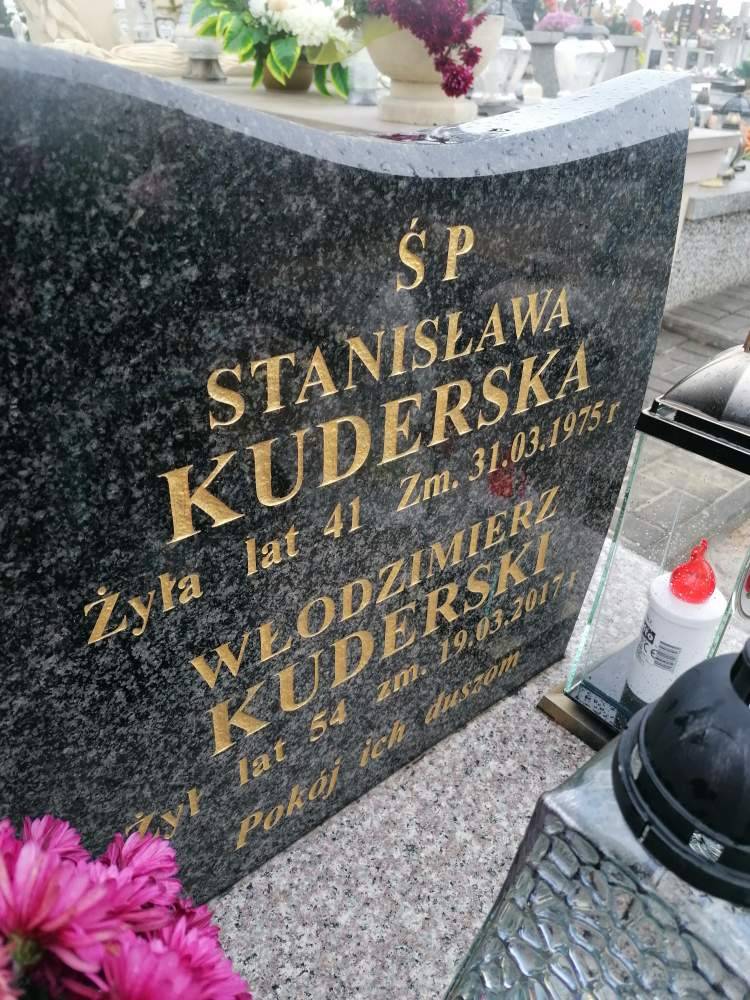 Ś P
STANISŁAWA
KUDERSKA
Żyła lat 41 Zm. 31.03.1975 r
WŁODZIMIERZ
KUDERSKI
Żył lat 54 zm. 19.03.2017 r
Pokój ich duszom